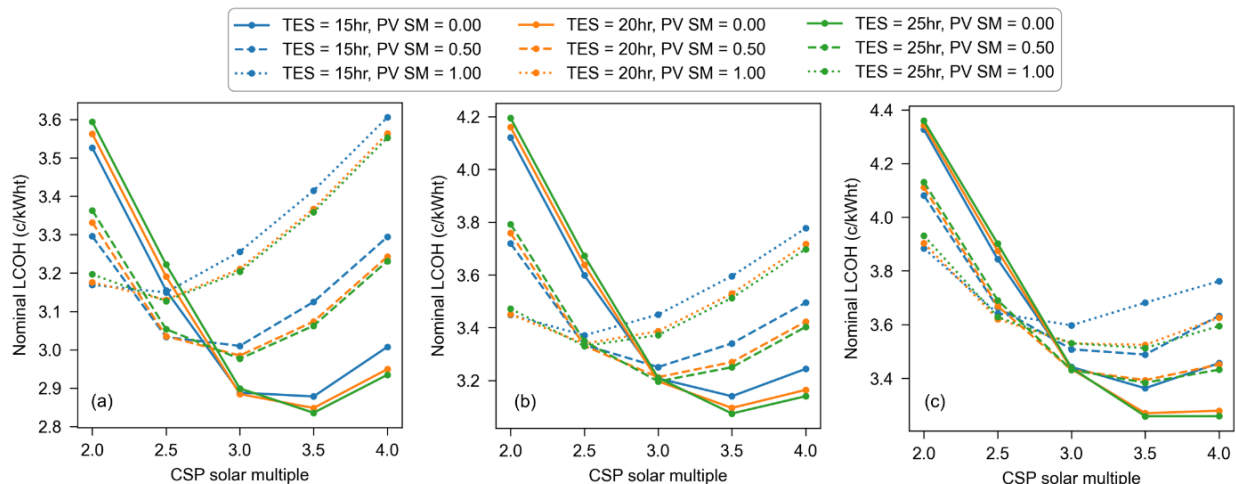 TES = 15hr, PV SM = 0.00
TES = 20hr, PV SM = 0.00
TES = 25hr, PV SM = 0.00
TES = 15hr, PV SM = 0.50
TES = 20hr, PV SM = 0.50
TES = 25hr, PV SM = 0.50
TES = 15hr, PV SM = 1.00
TES = 20hr, PV SM = 1.00
TES = 25hr, PV SM = 1.00
Nominal LCOH (c/kWht)
3.6
3.5
3.4
3.3
3.2
3.1
3.0
2.9
2.8
(a)
2.0 2.5 3.0 3.5 4.0
CSP solar multiple
Nominal LCOH (c/kWht)
4.2
4.0
3.8
3.6
3.4
3.2
(b)
2.0 2.5 3.0 3.5 4.0
CSP solar multiple
Nominal LCOH (c/kWht)
4.4
4.2
4.0
3.8
3.6
3.4
(c)
2.0 2.5 3.0 3.5 4.0
CSP solar multiple